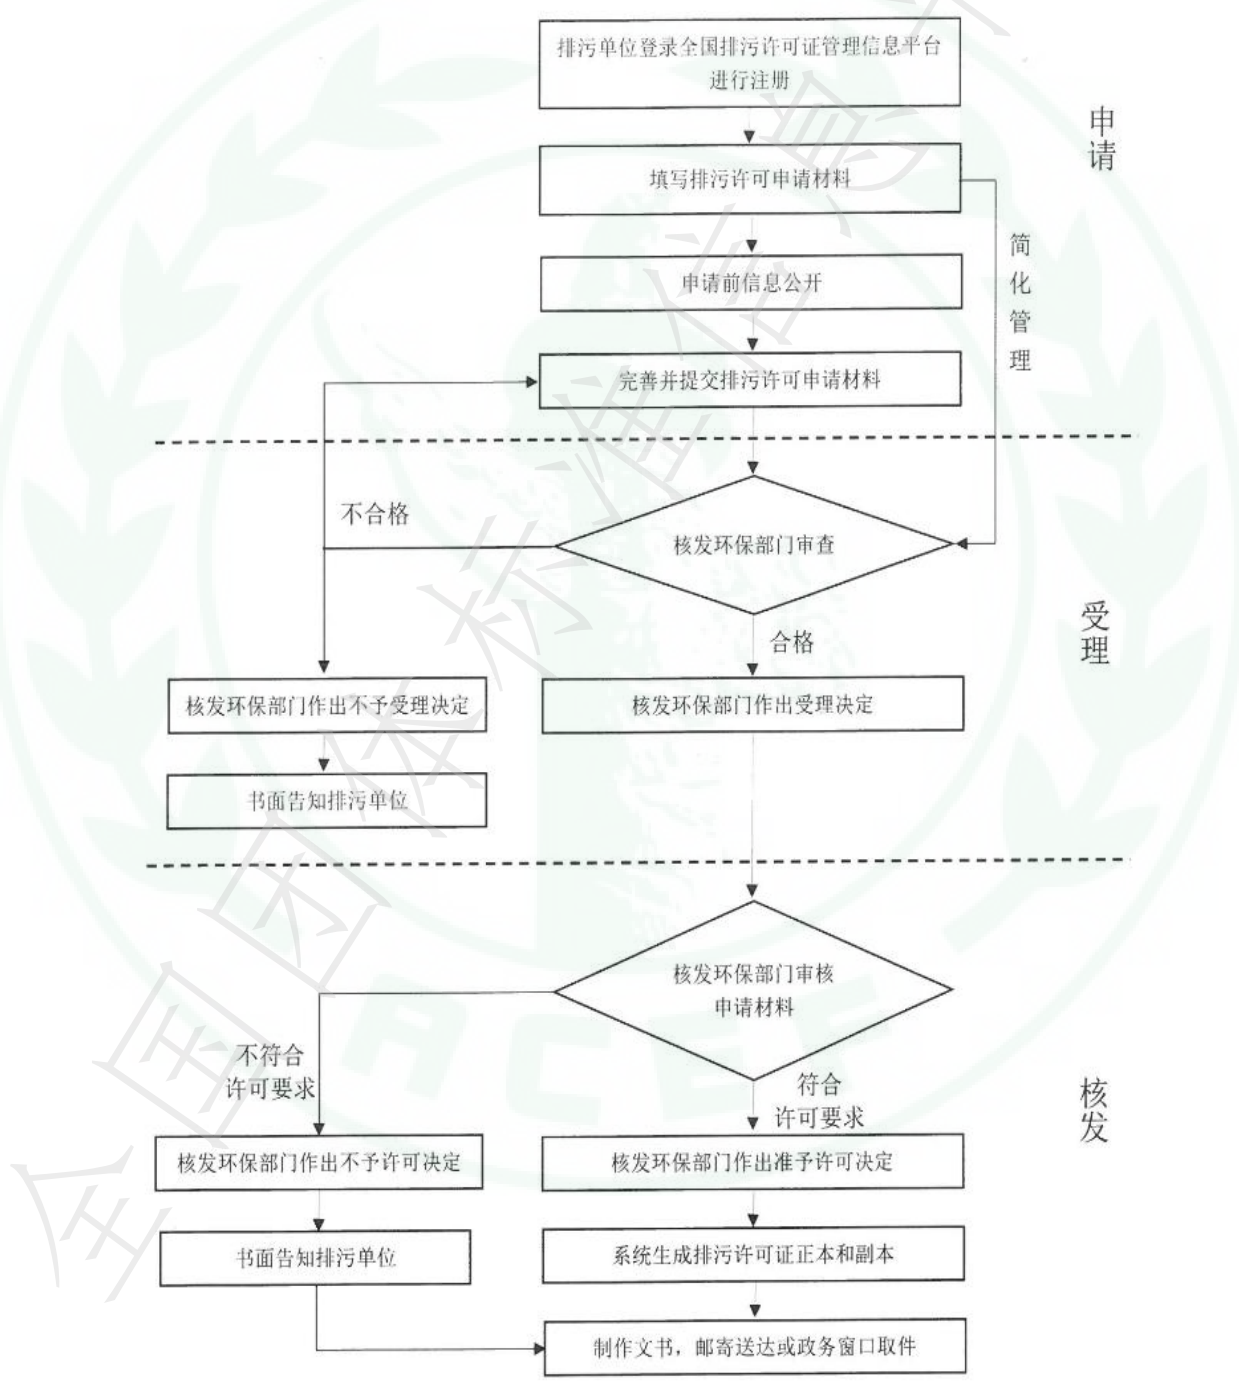 排污单位登录全国排污许可证管理信息平台
进行注册
申请
填写排污许可申请材料
简化管理
申请前信息公开
完善并提交排污许可申请材料
不合格
核发环保部门审查
合格
受理
核发环保部门作出不予受理决定
核发环保部门作出受理决定
书面告知排污单位
核发环保部门审核
申请材料
不符合
许可要求
符合
许可要求
核发
核发环保部门作出不予许可决定
核发环保部门作出准予许可决定
书面告知排污单位
系统生成排污许可证正本和副本
制作文书，邮寄送达或政务窗口取件
全国团体标准信息
ACEF